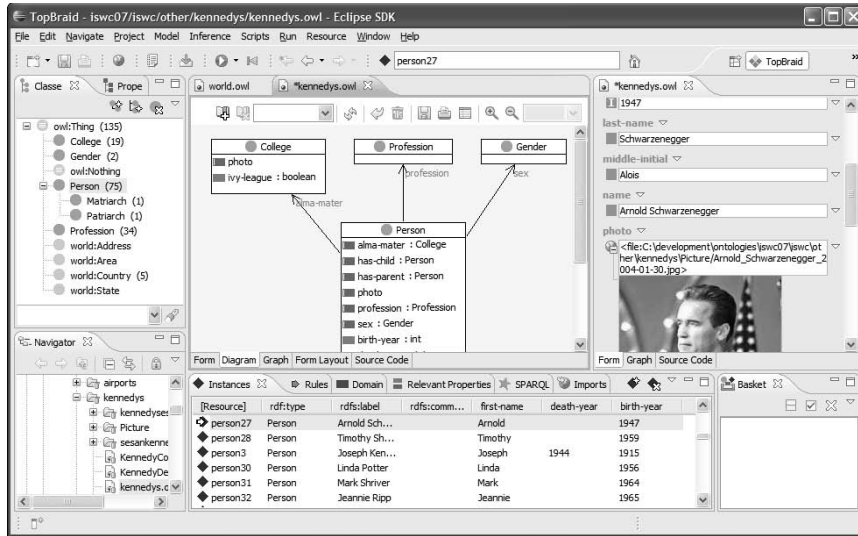 TopBraid - iswc07/iswc/other/kennedys/kennedys.owl - Eclipse SDK
File Edit Navigate Project Model Inference Scripts Run Resource Window Help
person27
TopBraid
Classe
Prope
owl:Thing (135)
College (19)
Gender (2)
owl:Nothing
Person (75)
Matriarch (1)
Patriarch (1)
Profession (34)
world:Address
world:Area
world:Country (5)
world:State
Navigator
airports
kennedys
kennedyses
Picture
sesankenne
KennedyCo
KennedyDe
kennedys.c
world.owl
*kennedys.owl
College
photo
ivy-league : boolean
Profession
Gender
alma-mater
profession
sex
Person
alma-mater : College
has-child : Person
has-parent : Person
photo
profession : Profession
sex : Gender
birth-year : int
Form Diagram Graph Form Layout Source Code
*kennedys.owl
1947
last-name
Schwarzenegger
middle-initial
Alois
name
Arnold Schwarzenegger
photo
<file:C:\development\ontologies\iswc07\iswc\ot
her\kennedys\Picture/Arnold_Schwarzenegger_2
004-01-30.jpg>
Form Graph Source Code
Instances Rules Domain Relevant Properties SPARQL Imports
[Resource] rdf:type rdfs:label rdfs:comm... first-name death-year birth-year
person27 Person Arnold Sch... Arnold 1947
person28 Person Timothy Sh... Timothy 1959
person3 Person Joseph Ken... Joseph 1944 1915
person30 Person Linda Potter Linda 1956
person31 Person Mark Shriver Mark 1964
person32 Person Jeannie Ripp Jeannie 1965
Basket